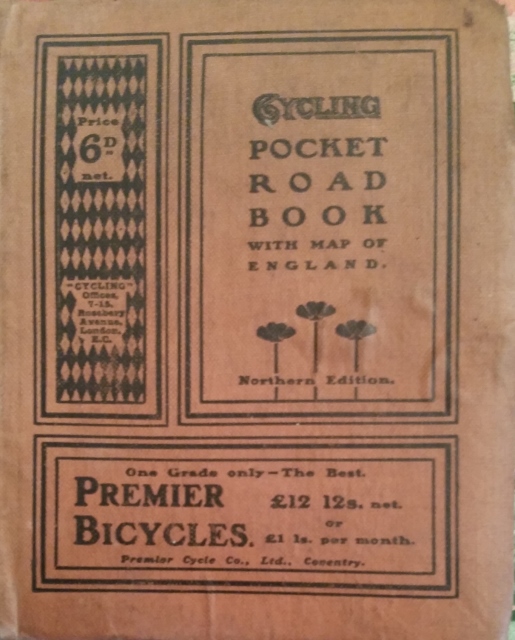 Price
6D
net.
"CYCLING"
Offices,
7-15,
Rosebery
Avenue,
London,
E.C.
CYCLING
POCKET
ROAD
BOOK
WITH MAP OF
ENGLAND.
Northern Edition.
One Grade only—The Best.
PREMIER £12 12s. net.
or
BICYCLES. £1 1s. per month.
Premier Cycle Co., Ltd., Coventry.